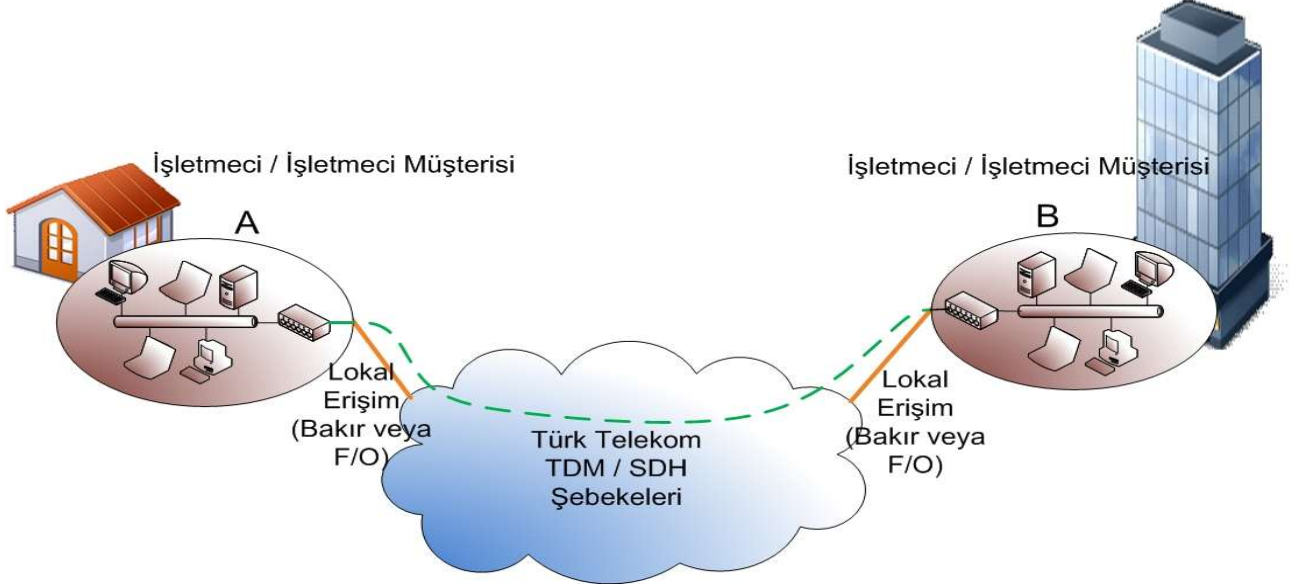 İşletmeci / İşletmeci Müşterisi
A
Lokal
Erişim
(Bakır veya
F/O)
İşletmeci / İşletmeci Müşterisi
B
Lokal
Erişim
(Bakır veya
F/O)
Türk Telekom
TDM / SDH
Şebekeleri